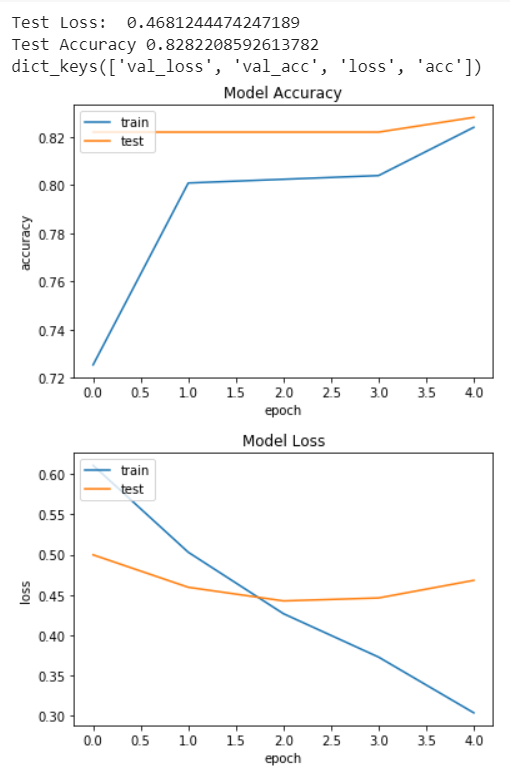 Test Loss:  0.4681244474247189
Test Accuracy 0.8282208592613782
dict_keys(['val_loss', 'val_acc', 'loss', 'acc'])
Model Accuracy
train
test
0.82
0.80
0.78
0.76
0.74
0.72
accuracy
0.0 0.5 1.0 1.5 2.0 2.5 3.0 3.5 4.0
epoch
Model Loss
train
test
0.60
0.55
0.50
0.45
0.40
0.35
0.30
loss
0.0 0.5 1.0 1.5 2.0 2.5 3.0 3.5 4.0
epoch